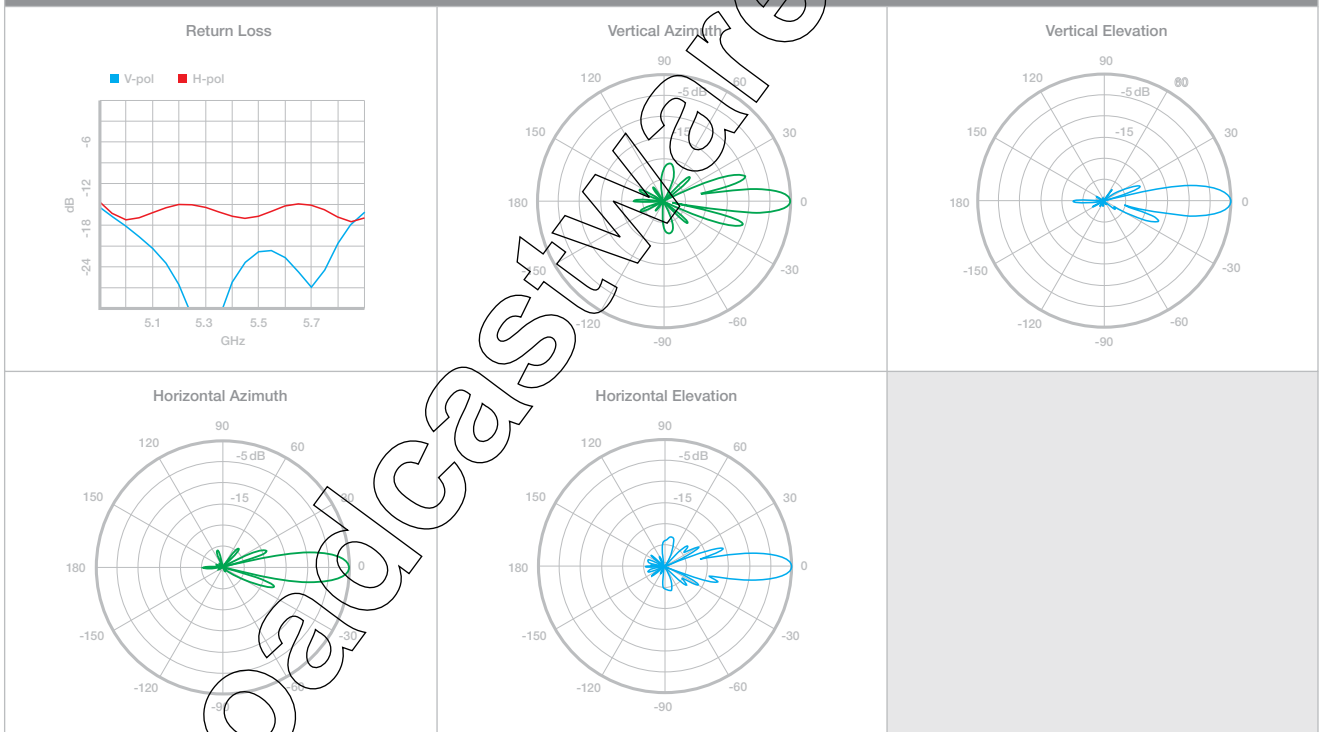 Return Loss
V-pol H-pol
dB
-6
-12
-18
-24
5.1 5.3 5.5 5.7
GHz
Vertical Azimuth
90
120 60
-5 dB
150 -15 30
180 0
-150 -30
-120 -60
-90
Vertical Elevation
90
120 60
-5 dB
150 -15 30
180 0
-150 -30
-120 -60
-90
Horizontal Azimuth
90
120 60
-5 dB
150 -15 30
180 0
-150 -30
-120 -60
-90
Horizontal Elevation
90
120 60
-5 dB
150 -15 30
180 0
-150 -30
-120 -60
-90
oadcastWare